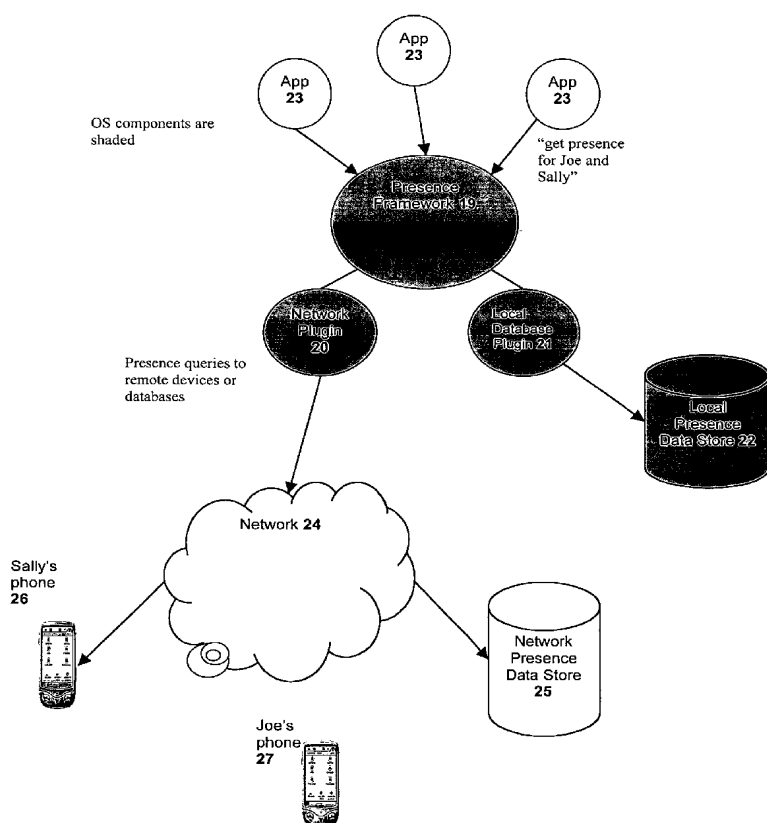 App
23
App
23
App
23
OS components are
shaded
“get presence
for Joe and
Sally”
Presence
Framework 19
Network
Plugin
20
Local
Database
Plugin 21
Presence queries to
remote devices or
databases
Local
Presence
Data Store 22
Network 24
Sally's
phone
26
Network
Presence
Data Store
25
Joe's
phone
27